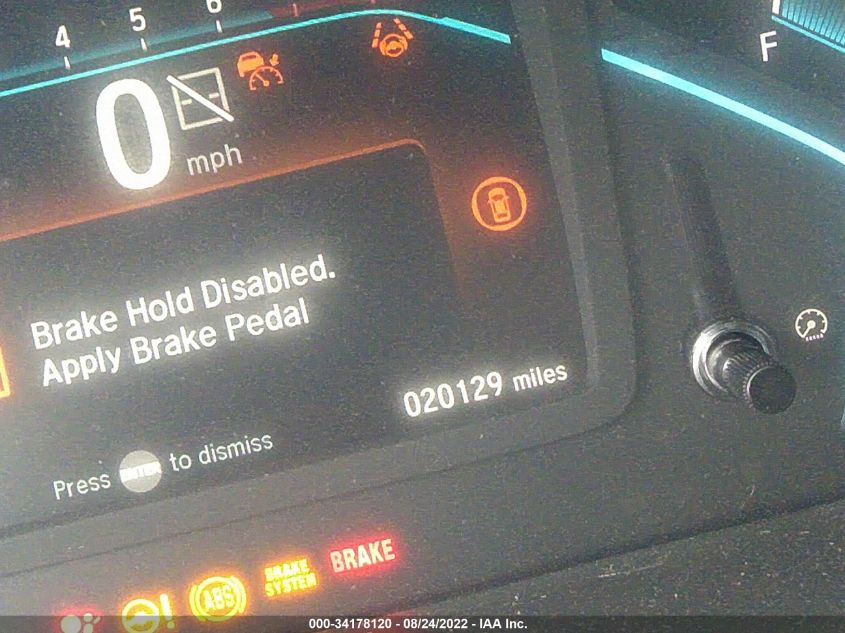 4 5 6
F
0
mph
Brake Hold Disabled.
Apply Brake Pedal
020129 miles
Press ENTER to dismiss
BRAKE
BRAKE
SYSTEM
ABS
000-34178120 - 08/24/2022 - IAA Inc.